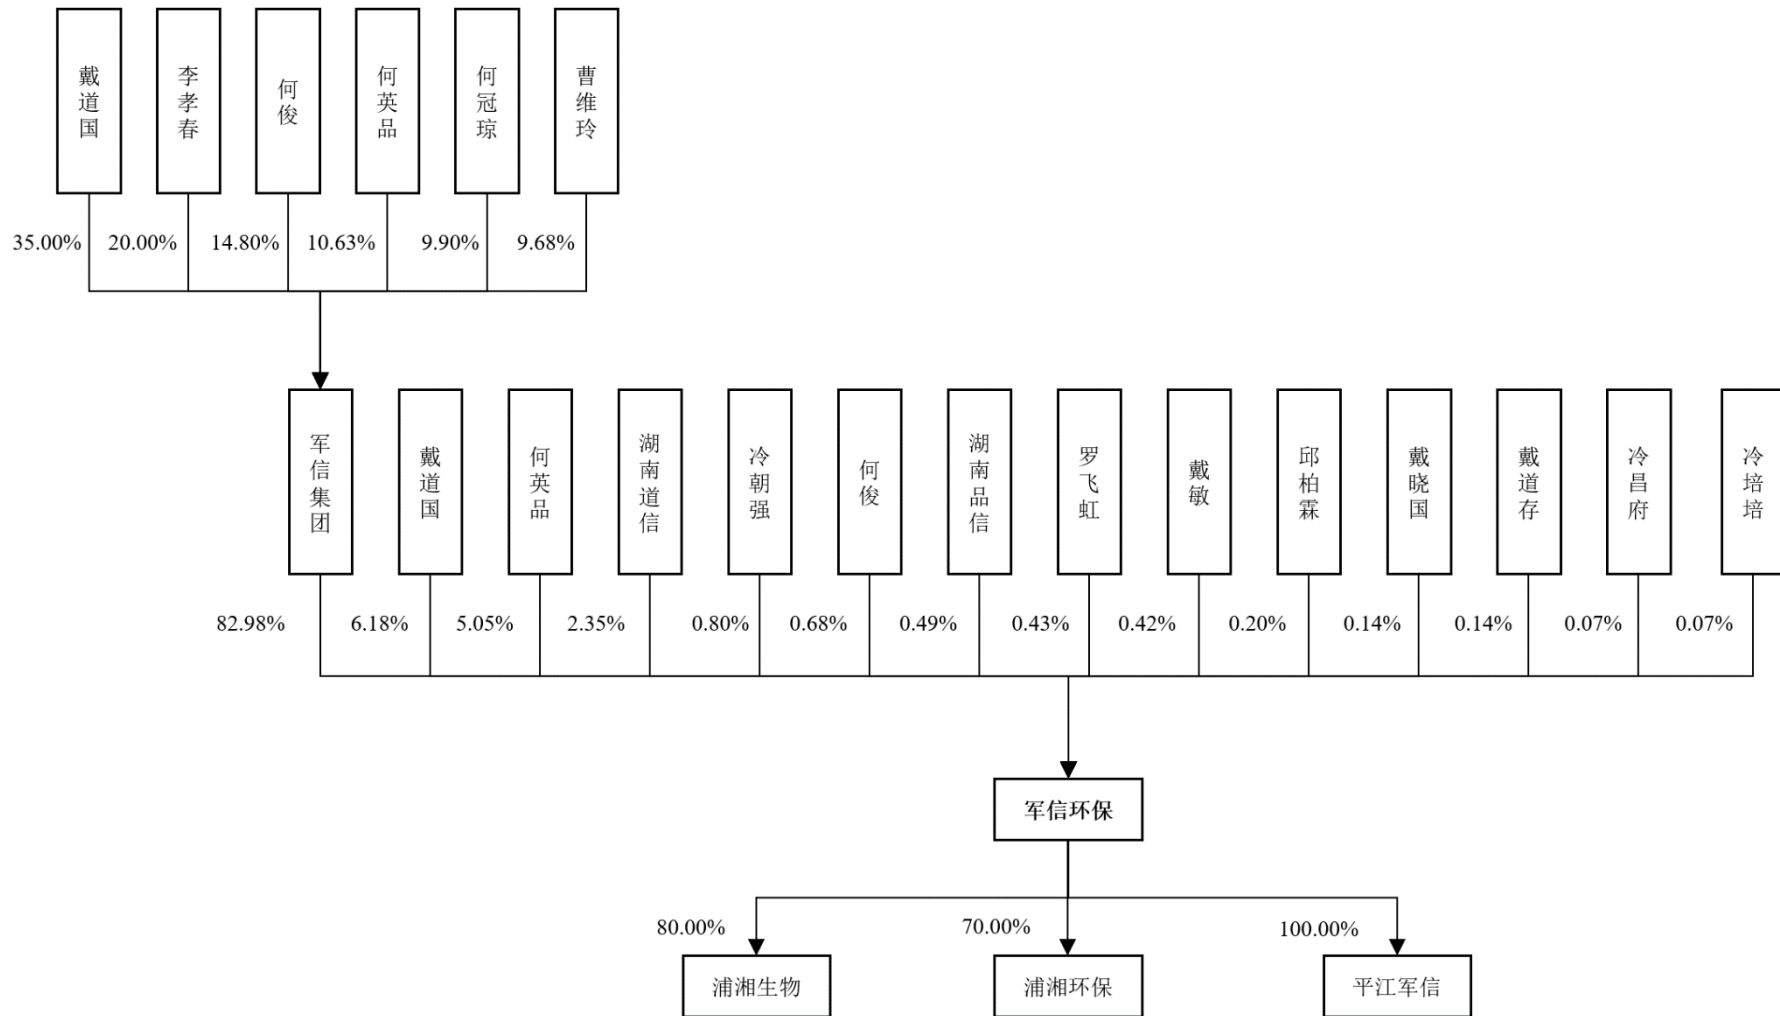 戴道国
李孝春
何俊
何英品
何冠琼
曹维玲
35.00%
20.00%
14.80%
10.63%
9.90%
9.68%
军信集团
戴道国
何英品
湖南道信
冷朝强
何俊
湖南品信
罗飞虹
戴敏
邱柏霖
戴晓国
戴道存
冷昌府
冷培培
82.98%
6.18%
5.05%
2.35%
0.80%
0.68%
0.49%
0.43%
0.42%
0.20%
0.14%
0.14%
0.07%
0.07%
军信环保
80.00%
70.00%
100.00%
浦湘生物
浦湘环保
平江军信